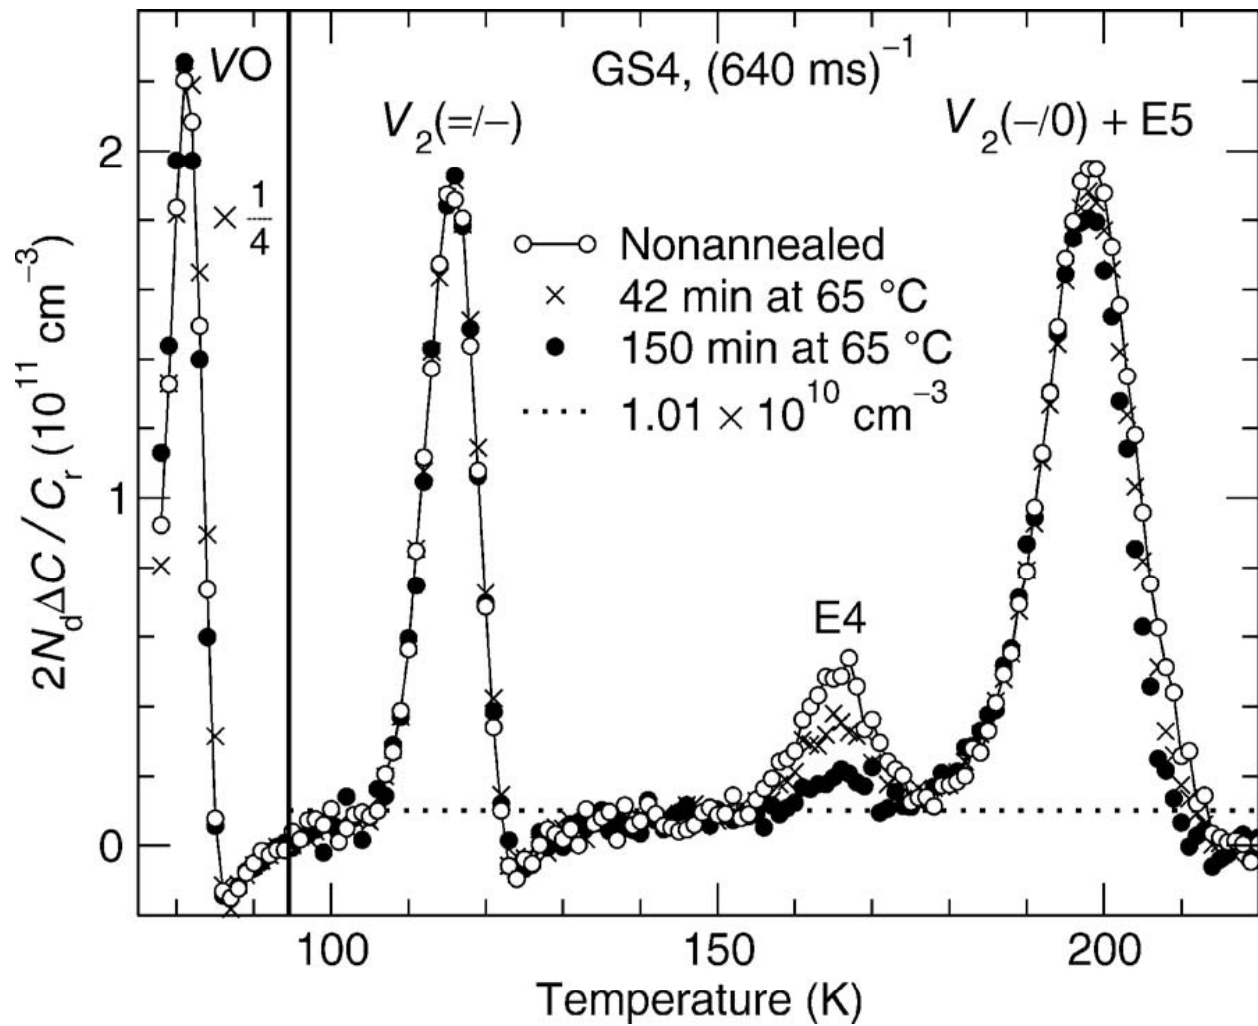 VO
GS4, (640 ms)⁻¹
V₂(=/−)
V₂(−/0) + E5
× 1/4
Nonannealed
42 min at 65 °C
150 min at 65 °C
1.01 × 10¹⁰ cm⁻³
E4
2
1
0
2N_dΔC / C_r (10¹¹ cm⁻³)
100
150
200
Temperature (K)